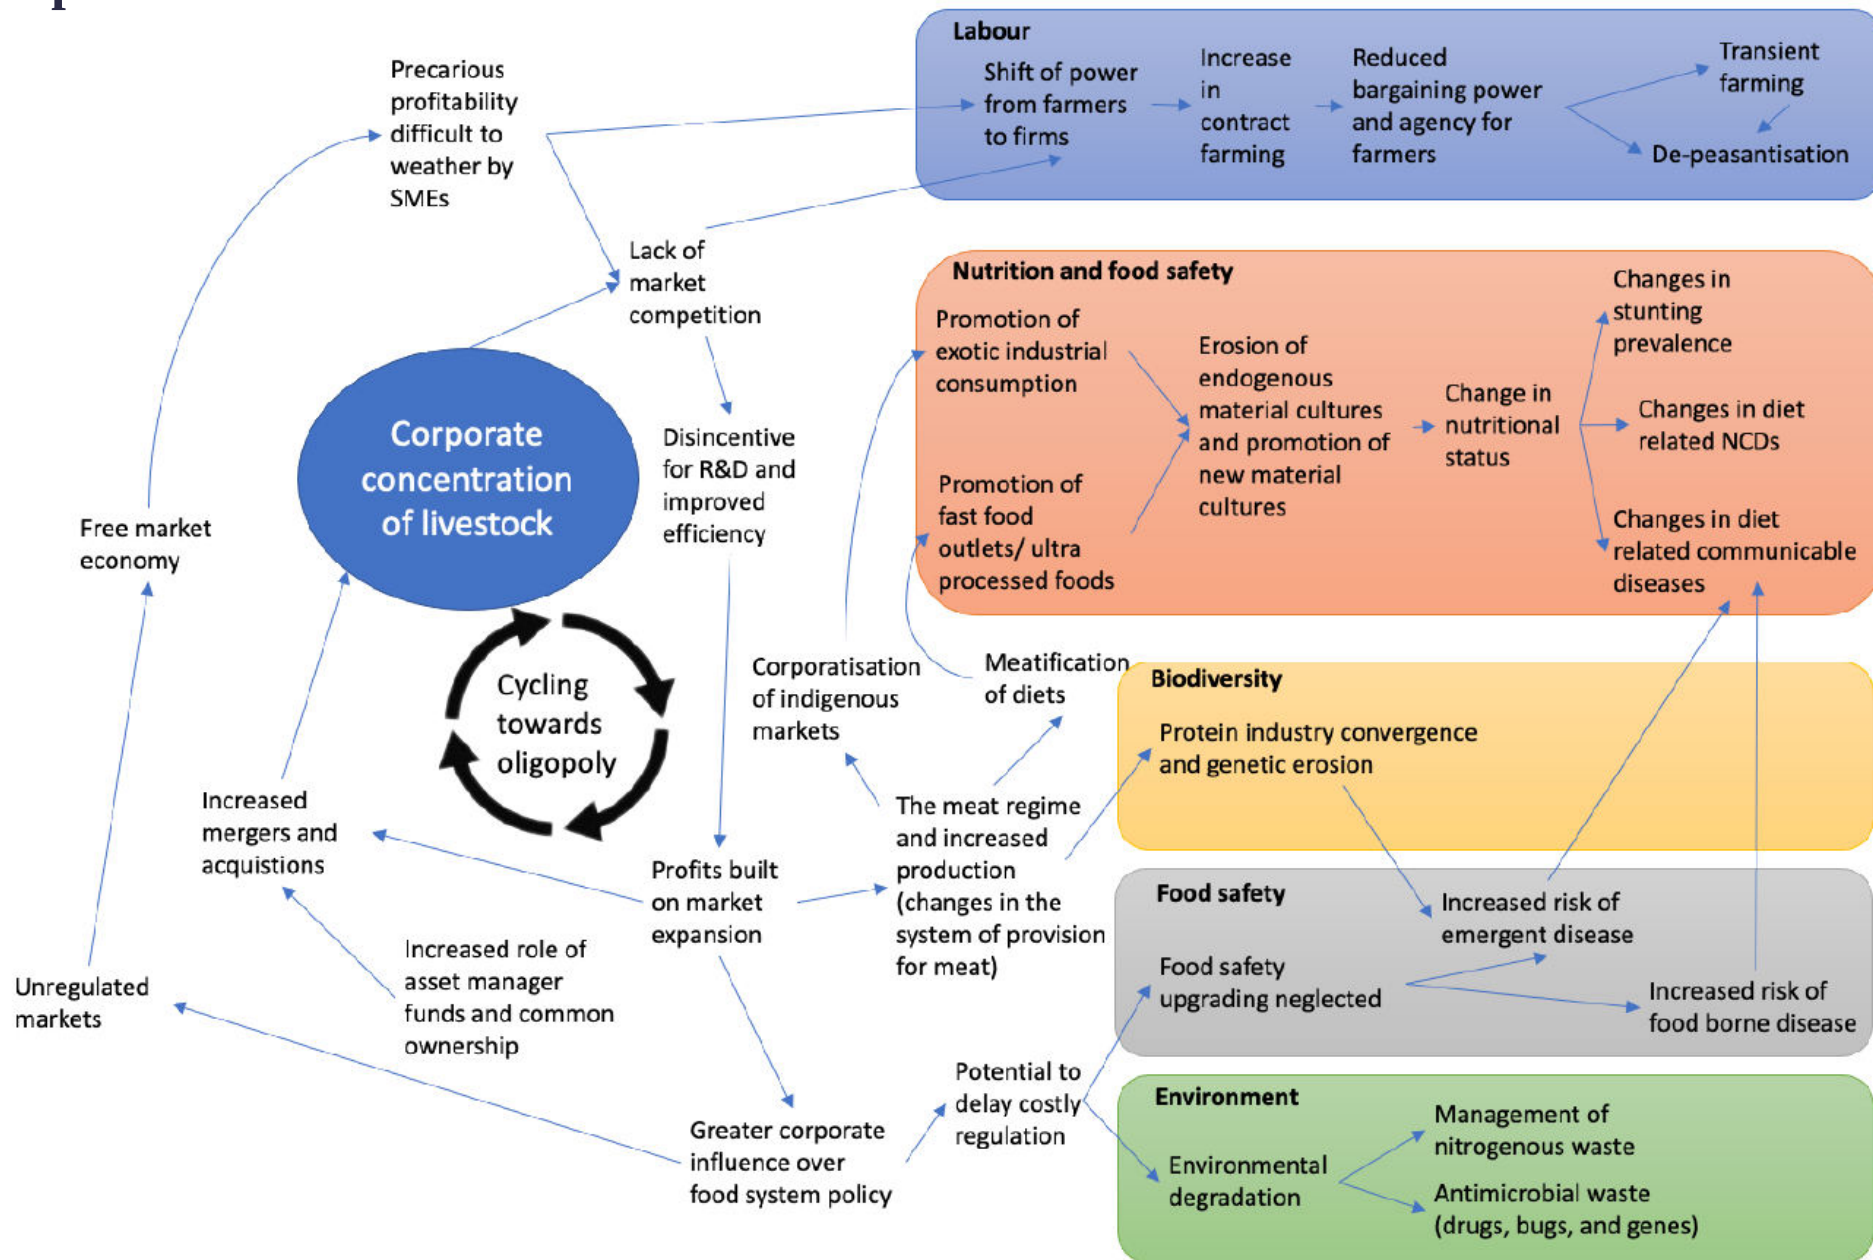 Labour
Precarious
profitability
difficult to
weather by
SMEs
Shift of power
from farmers
to firms
Increase
in
contract
farming
Reduced
bargaining power
and agency for
farmers
Transient
farming
De-peasantisation
Lack of
market
competition
Nutrition and food safety
Promotion of
exotic industrial
consumption
Promotion of
fast food
outlets/ ultra
processed foods
Erosion of
endogenous
material cultures
and promotion of
new material
cultures
Change in
nutritional
status
Changes in
stunting
prevalence
Changes in diet
related NCDs
Changes in diet
related communicable
diseases
Corporate
concentration
of livestock
Disincentive
for R&D and
improved
efficiency
Free market
economy
Cycling
towards
oligopoly
Corporatisation
of indigenous
markets
Meatification
of diets
Biodiversity
Protein industry convergence
and genetic erosion
Increased
mergers and
acquistions
Profits built
on market
expansion
The meat regime
and increased
production
(changes in the
system of provision
for meat)
Food safety
Increased risk of
emergent disease
Food safety
upgrading neglected
Increased risk of
food borne disease
Unregulated
markets
Increased role of
asset manager
funds and common
ownership
Greater corporate
influence over
food system policy
Potential to
delay costly
regulation
Environment
Environmental
degradation
Management of
nitrogenous waste
Antimicrobial waste
(drugs, bugs, and genes)